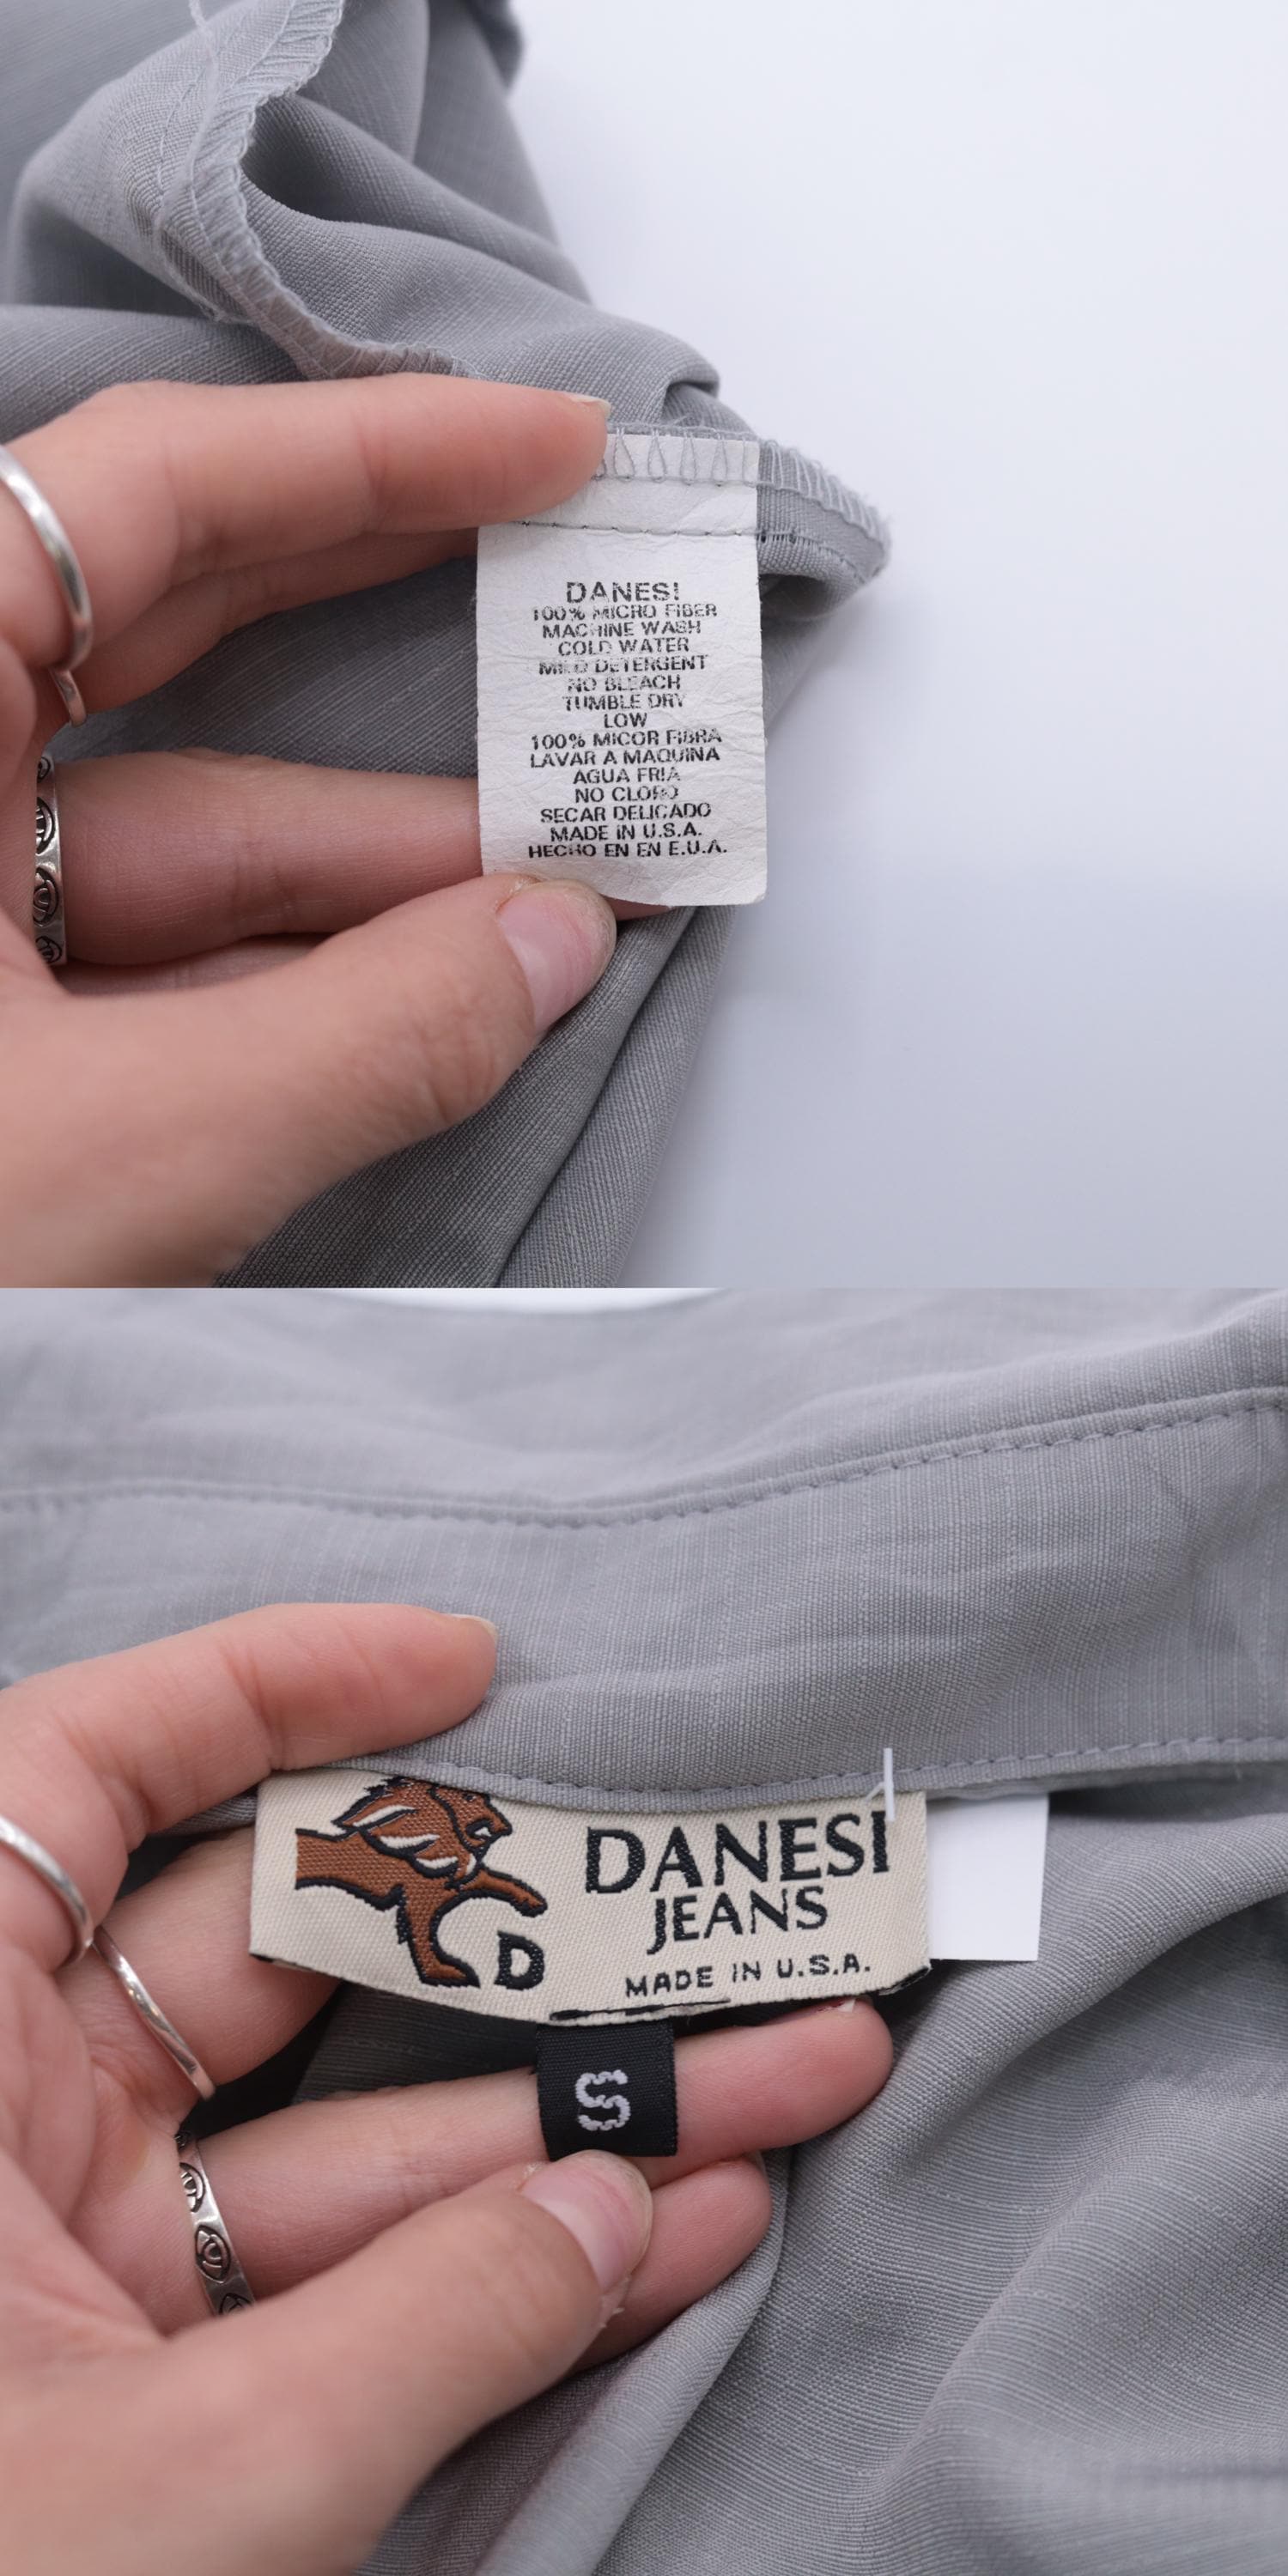 DANESI
100% MICRO FIBER
MACHINE WASH
COLD WATER
MILD DETERGENT
NO BLEACH
TUMBLE DRY
LOW
100% MICOR FIBRA
LAVAR A MAQUINA
AGUA FRIA
NO CLORO
SECAR DELICADO
MADE IN U.S.A.
HECHO EN EN E.U.A.
DANESI
JEANS
D
MADE IN U.S.A.
S